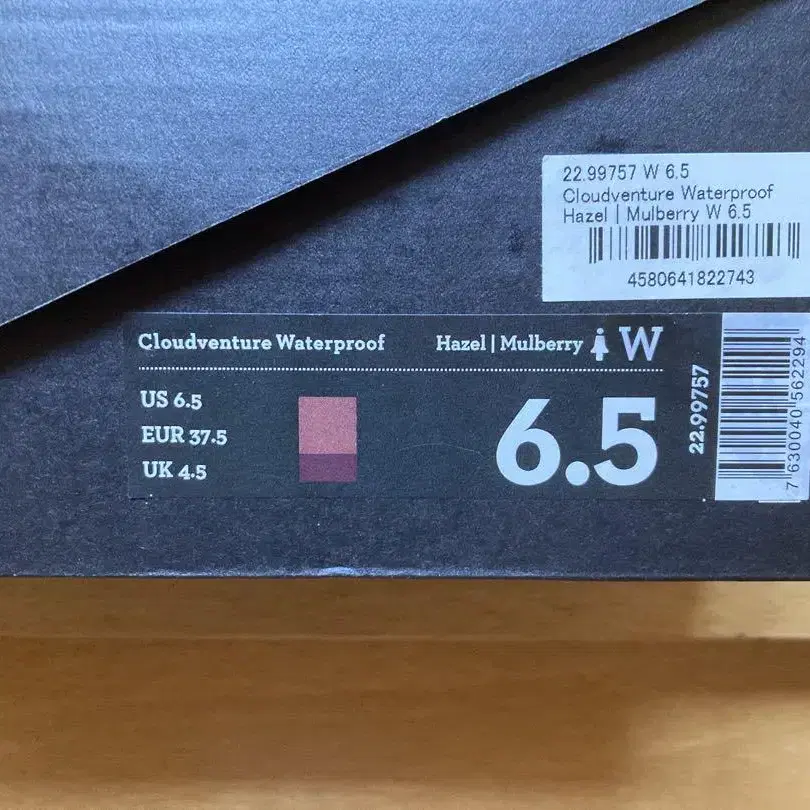 22.99757 W 6.5
Cloudventure Waterproof
Hazel | Mulberry W 6.5
4580641822743
Cloudventure Waterproof Hazel | Mulberry W
US 6.5
EUR 37.5
UK 4.5
6.5
22.99757
7 630040 562294